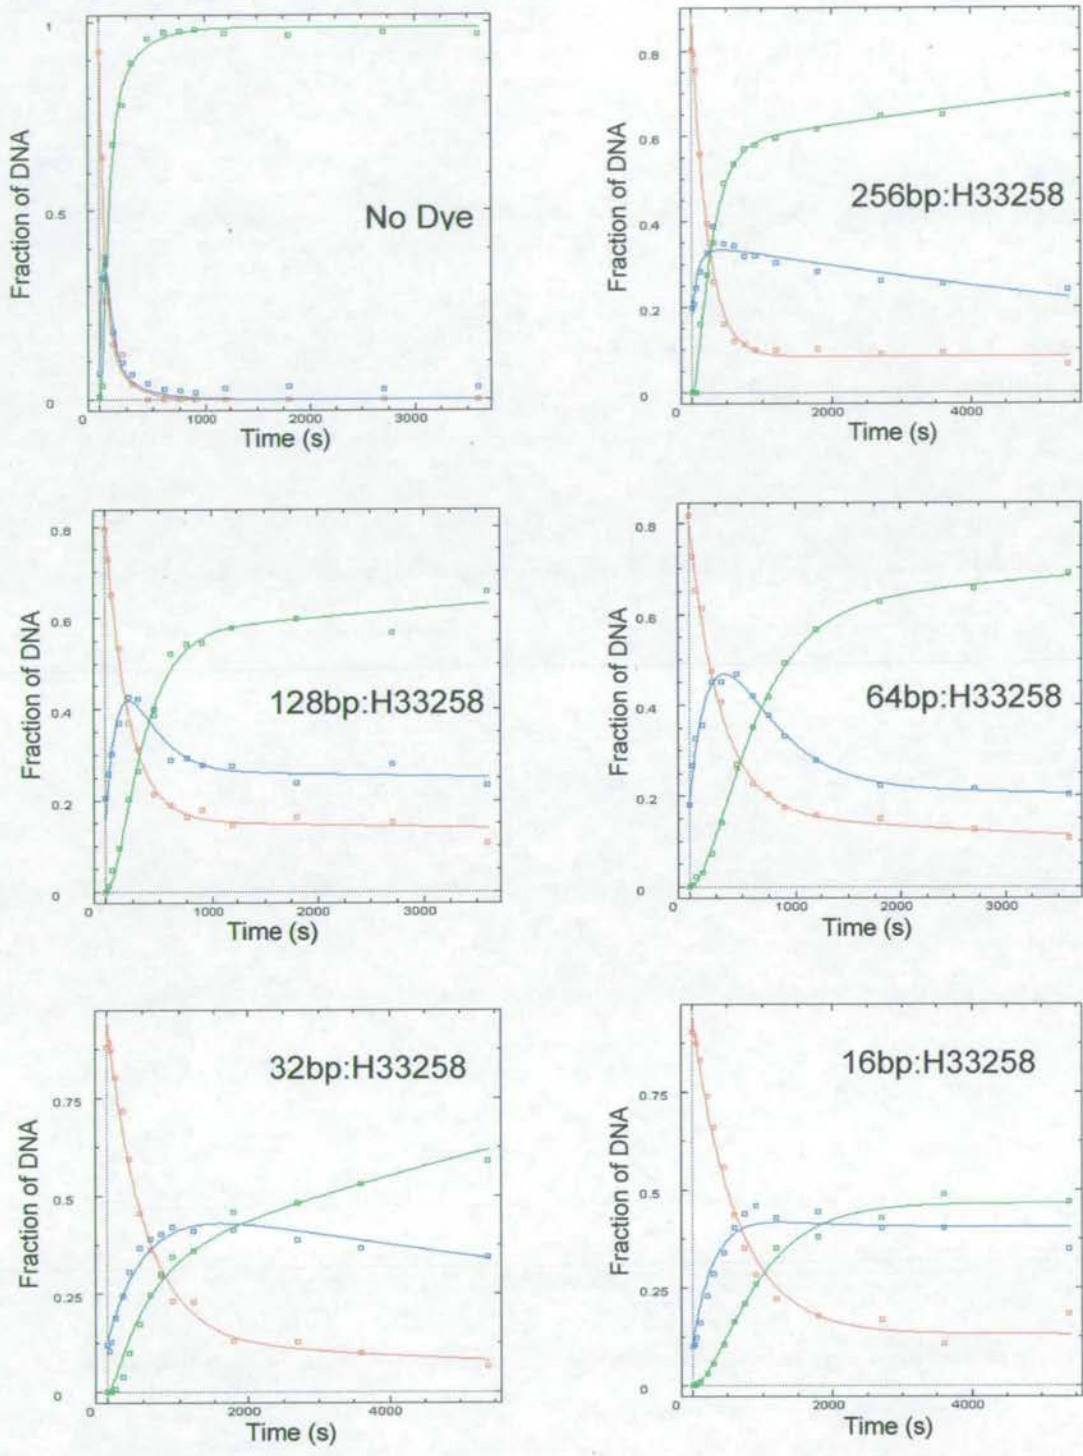 1
0.5
0
Fraction of DNA
No Dye
0 1000 2000 3000
Time (s)
0.8
0.6
0.4
0.2
0
Fraction of DNA
256bp:H33258
0 2000 4000
Time (s)
0.8
0.6
0.4
0.2
0
Fraction of DNA
128bp:H33258
0 1000 2000 3000
Time (s)
0.8
0.6
0.4
0.2
0
Fraction of DNA
64bp:H33258
0 1000 2000 3000
Time (s)
0.75
0.5
0.25
0
Fraction of DNA
32bp:H33258
0 2000 4000
Time (s)
0.75
0.5
0.25
0
Fraction of DNA
16bp:H33258
0 2000 4000
Time (s)